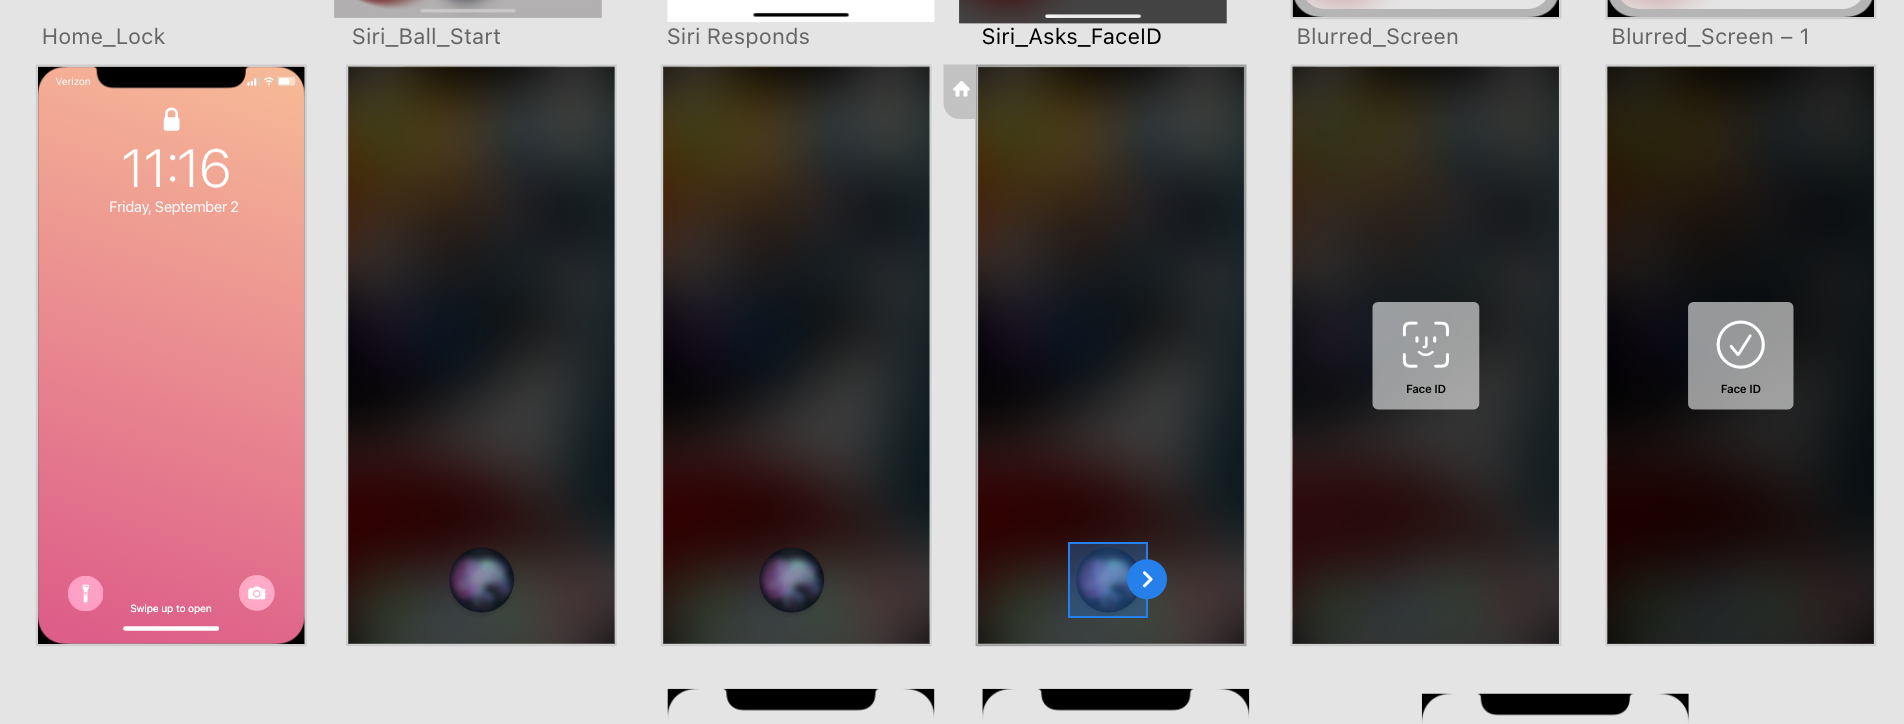 Home_Lock
Siri_Ball_Start
Siri Responds
Siri_Asks_FaceID
Blurred_Screen
Blurred_Screen – 1
Verizon
11:16
Friday, September 2
Face ID
Face ID
Swipe up to open